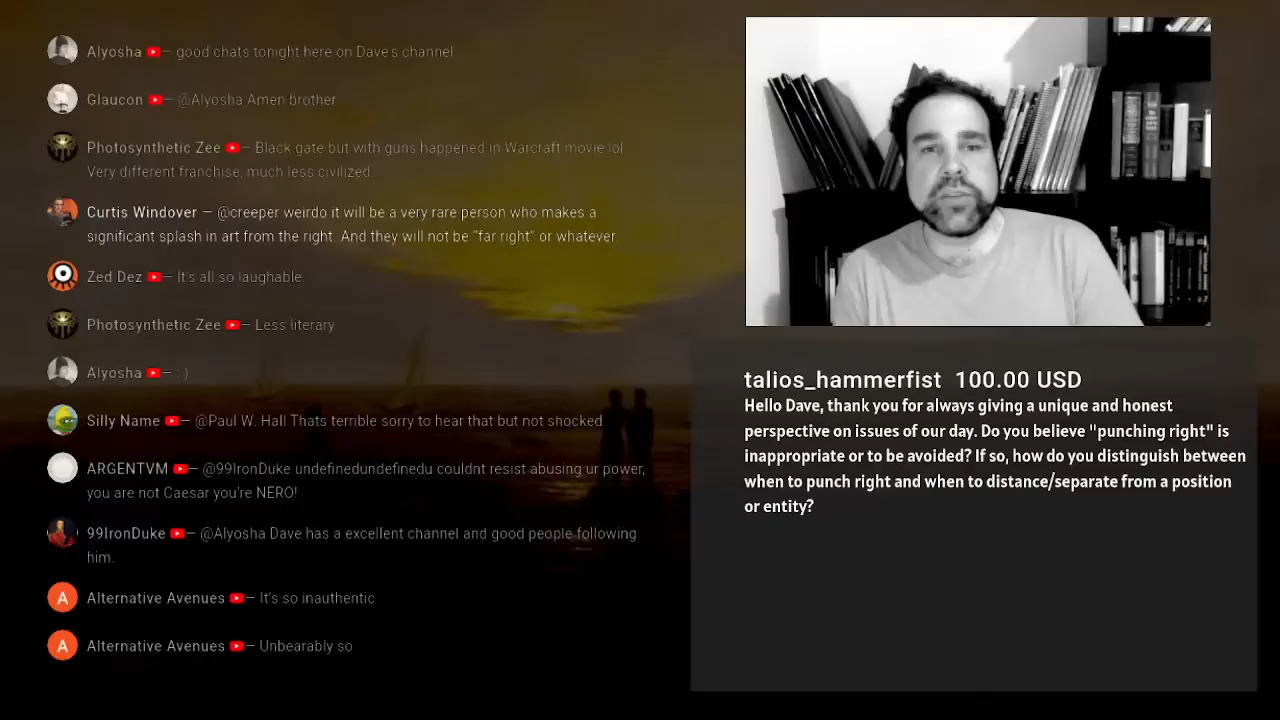 Alyosha — good chats tonight here on Dave's channel
Glaucon — @Alyosha Amen brother
Photosynthetic Zee — Black gate but with guns happened in Warcraft movie lol
Very different franchise, much less civilized.
Curtis Windover — @creeper weirdo it will be a very rare person who makes a
significant splash in art from the right. And they will not be "far right" or whatever.
Zed Dez — It's all so laughable.
Photosynthetic Zee — Less literary
Alyosha — : )
Silly Name — @Paul W. Hall Thats terrible sorry to hear that but not shocked
ARGENTVM — @99IronDuke undefinedundefinedu couldnt resist abusing ur power,
you are not Caesar you're NERO!
99IronDuke — @Alyosha Dave has a excellent channel and good people following
him.
A Alternative Avenues — It's so inauthentic
A Alternative Avenues — Unbearably so
talios_hammerfist 100.00 USD
Hello Dave, thank you for always giving a unique and honest
perspective on issues of our day. Do you believe "punching right" is
inappropriate or to be avoided? If so, how do you distinguish between
when to punch right and when to distance/separate from a position
or entity?